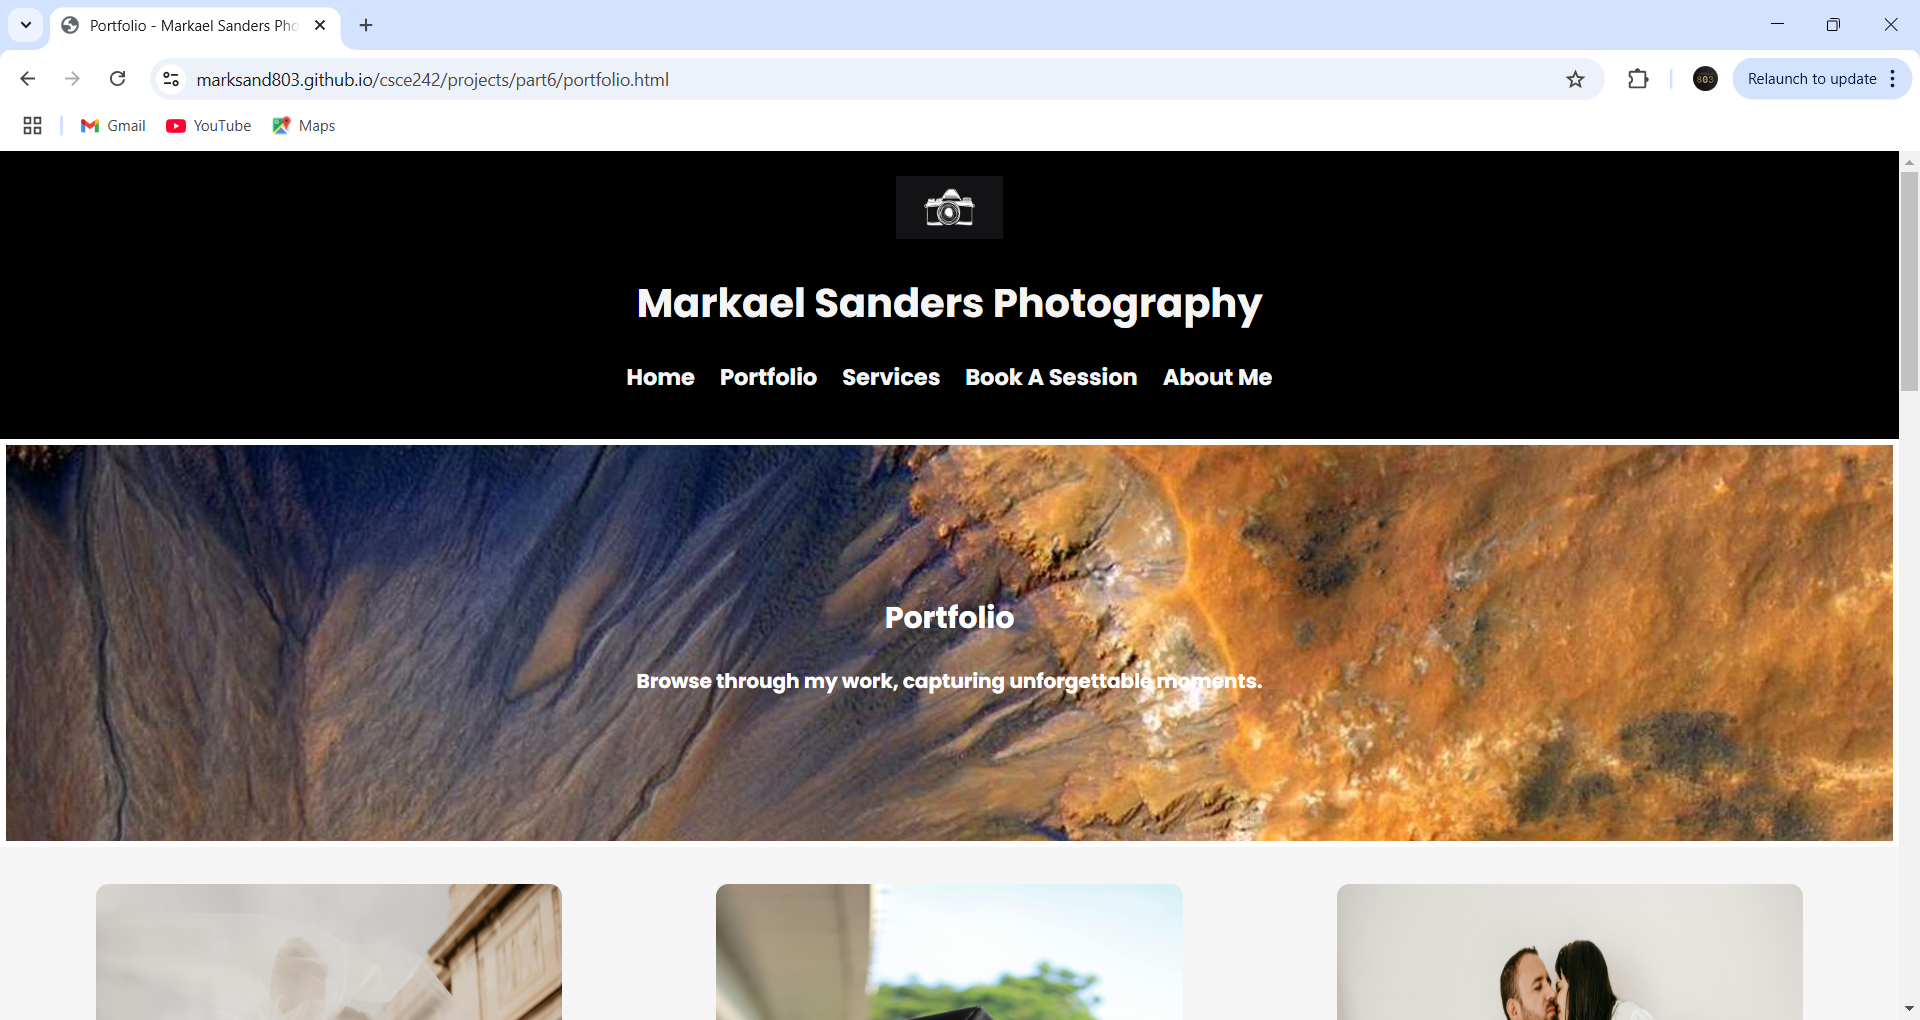 Portfolio - Markael Sanders Pho
marksand803.github.io/csce242/projects/part6/portfolio.html
803
Relaunch to update
Gmail
YouTube
Maps
Markael Sanders Photography
Home Portfolio Services Book A Session About Me
Portfolio
Browse through my work, capturing unforgettable moments.